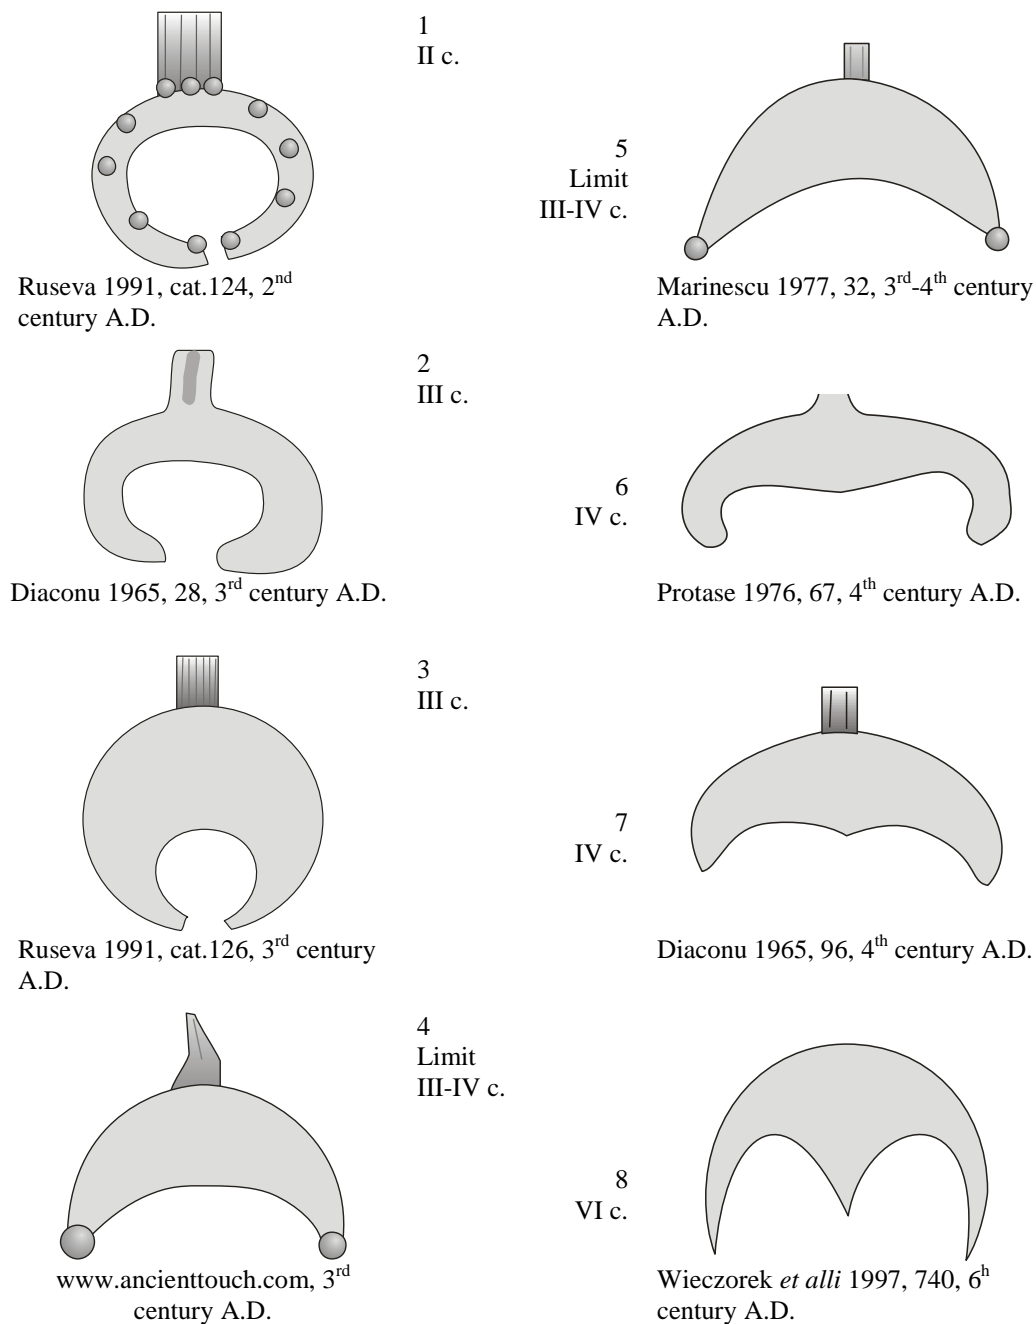 1
II c.
Ruseva 1991, cat.124, 2nd
century A.D.
2
III c.
Diaconu 1965, 28, 3rd century A.D.
3
III c.
Ruseva 1991, cat.126, 3rd century
A.D.
4
Limit
III-IV c.
www.ancienttouch.com, 3rd
century A.D.
5
Limit
III-IV c.
Marinescu 1977, 32, 3rd-4th century
A.D.
6
IV c.
Protase 1976, 67, 4th century A.D.
7
IV c.
Diaconu 1965, 96, 4th century A.D.
8
VI c.
Wieczorek et alli 1997, 740, 6h
century A.D.